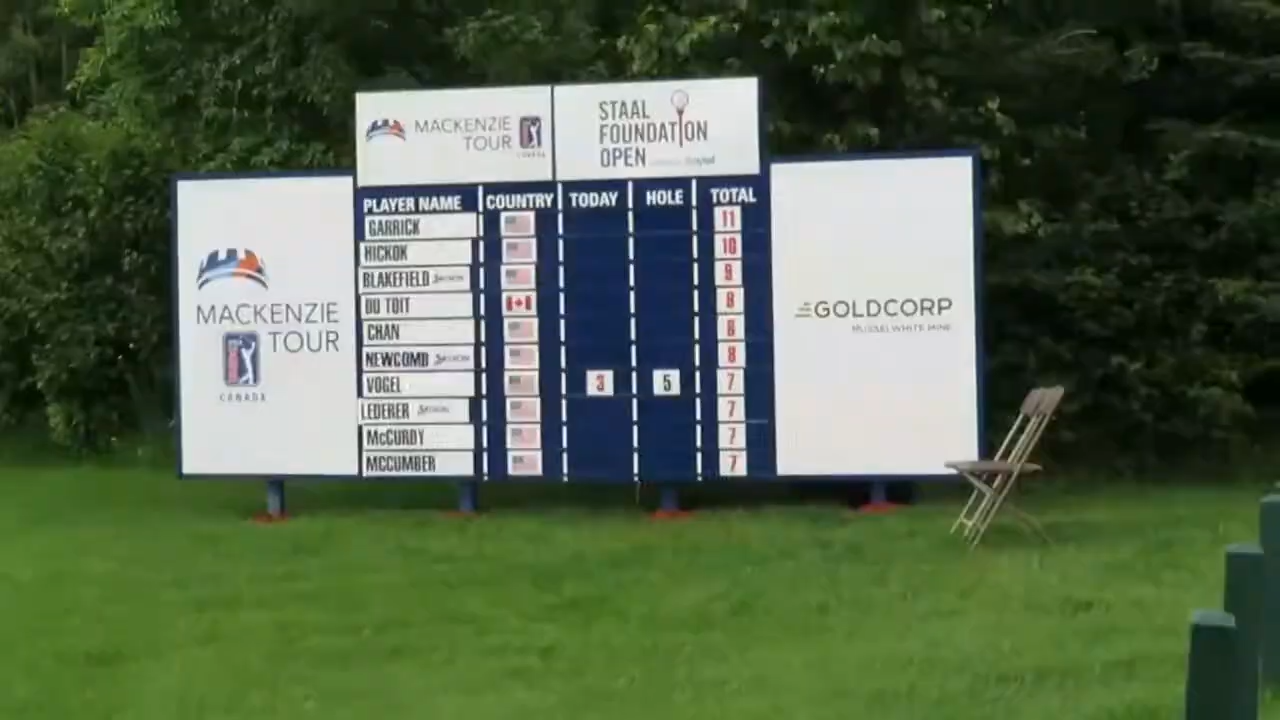 MACKENZIE
TOUR
CANADA
STAAL
FOUNDATION
OPEN
MACKENZIE
TOUR
CANADA
PLAYER NAME COUNTRY TODAY HOLE TOTAL
GARRICK 11
HICKOK 10
BLAKEFIELD 9
DU TOIT 8
CHAN 8
NEWCOMB 8
VOGEL 3 5 7
LEDERER 7
McCURDY 7
MCCUMBER 7
GOLDCORP
MUSSELWHITE MINE